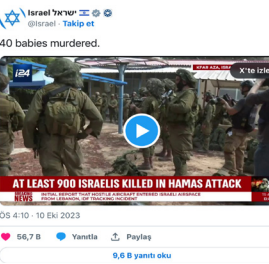 Israel ישראל
@Israel · Takip et
40 babies murdered.
X'te izle
i24
KFAR AZA, ISRAEL
AT LEAST 900 ISRAELIS KILLED IN HAMAS ATTACK
INITIAL REPORT THAT HOSTILE AIRCRAFT ENTERED ISRAELI AIRSPACE
FROM LEBANON, IDF TRACKING INCIDENT
ÖS 4:10 · 10 Eki 2023
56,7 B Yanıtla Paylaş
9,6 B yanıtı oku